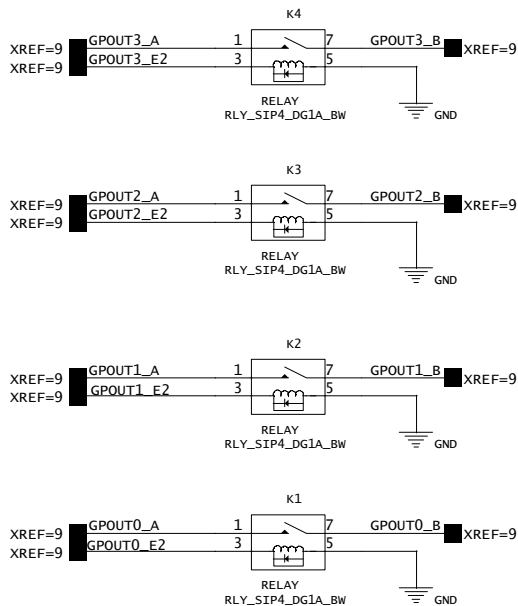 K4
XREF=9 GPOUT3_A 1 7 GPOUT3_B XREF=9
XREF=9 GPOUT3_E2 3 5
RELAY
RLY_SIP4_DG1A_BW
GND
K3
XREF=9 GPOUT2_A 1 7 GPOUT2_B XREF=9
XREF=9 GPOUT2_E2 3 5
RELAY
RLY_SIP4_DG1A_BW
GND
K2
XREF=9 GPOUT1_A 1 7 GPOUT1_B XREF=9
XREF=9 GPOUT1_E2 3 5
RELAY
RLY_SIP4_DG1A_BW
GND
K1
XREF=9 GPOUT0_A 1 7 GPOUT0_B XREF=9
XREF=9 GPOUT0_E2 3 5
RELAY
RLY_SIP4_DG1A_BW
GND